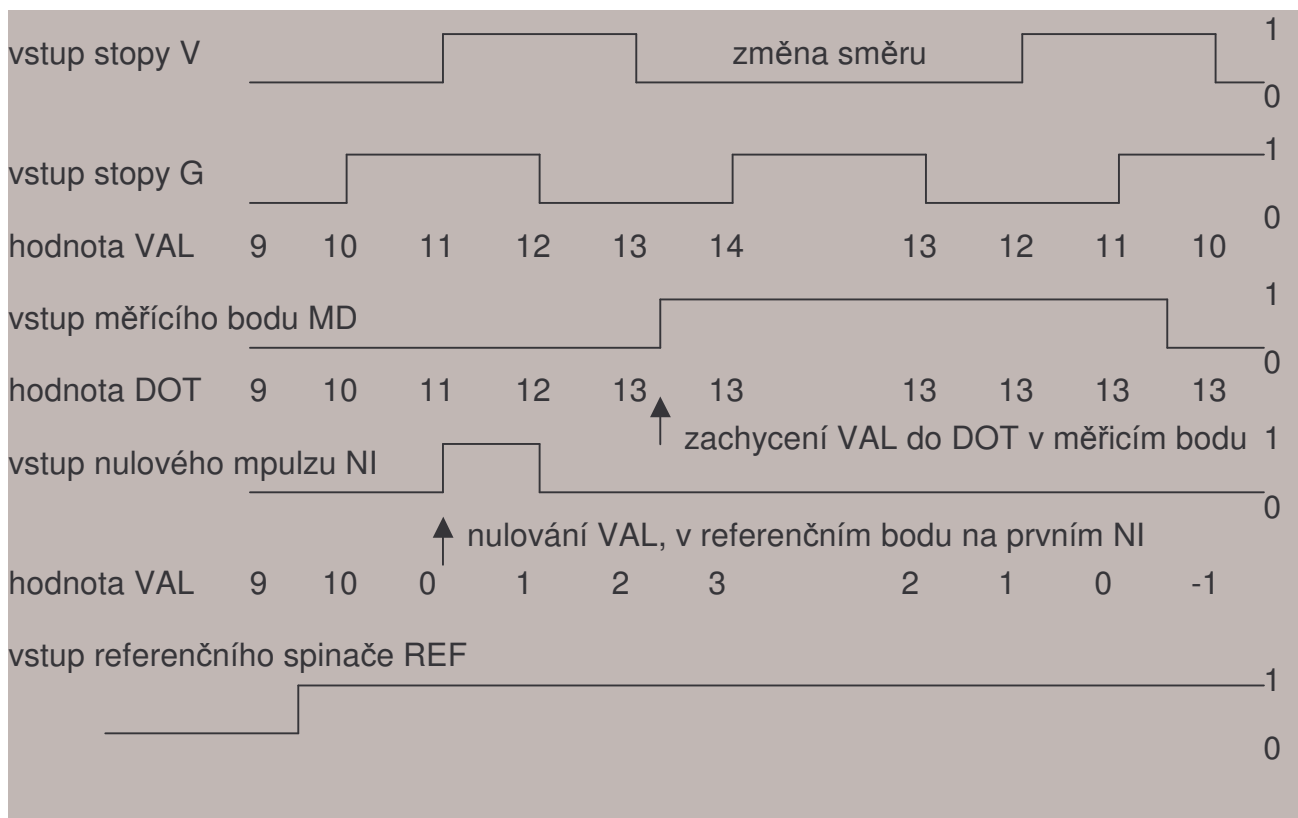 1
vstup stopy V změna směru
0
1
vstup stopy G
0
hodnota VAL 9 10 11 12 13 14 13 12 11 10
1
vstup měřícího bodu MD
0
hodnota DOT 9 10 11 12 13 13 13 13 13 13
zachycení VAL do DOT v měřicím bodu 1
vstup nulového mpulzu NI
0
nulování VAL, v referenčním bodu na prvním NI
hodnota VAL 9 10 0 1 2 3 2 1 0 -1
vstup referenčního spinače REF
1
0